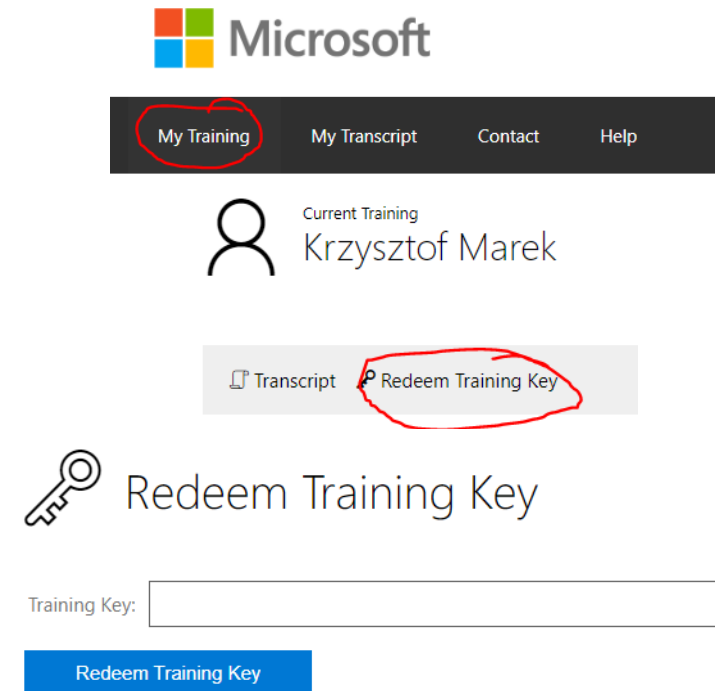 Microsoft
My Training My Transcript Contact Help
Current Training
Krzysztof Marek
Transcript Redeem Training Key
Redeem Training Key
Training Key:
Redeem Training Key